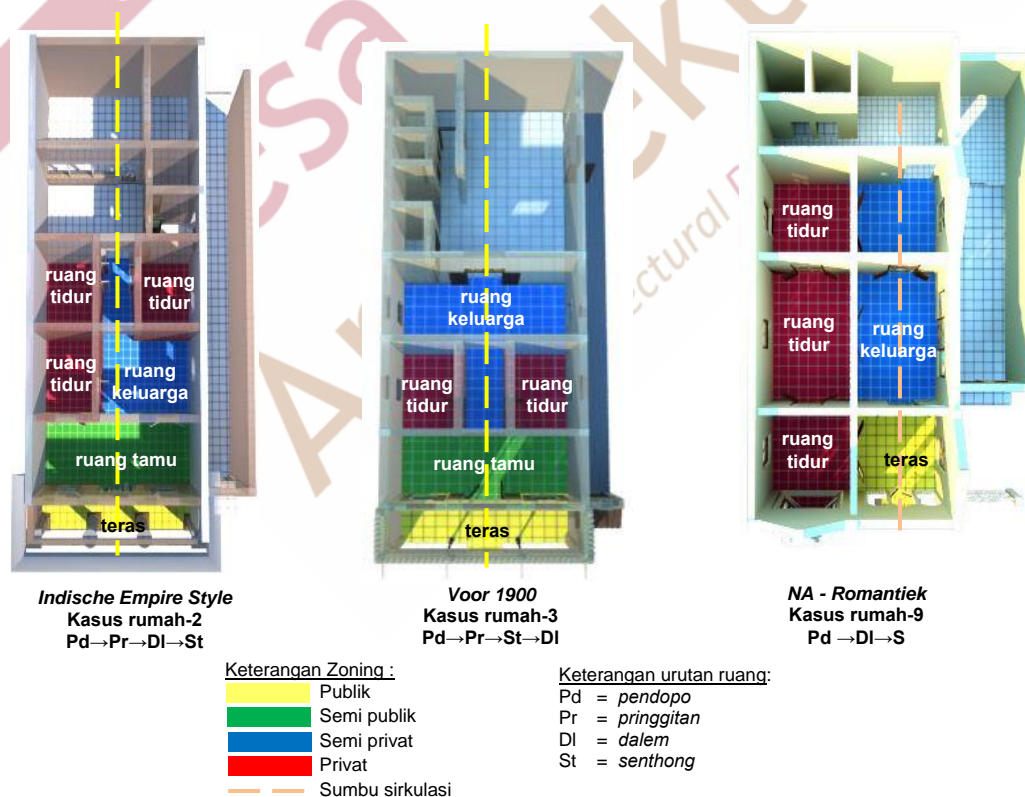 ruang
tidur
ruang
tidur
ruang
tidur
ruang
keluarga
ruang tamu
teras
Indische Empire Style
Kasus rumah-2
Pd→Pr→Dl→St
ruang
keluarga
ruang
tidur
ruang
tidur
ruang tamu
teras
Voor 1900
Kasus rumah-3
Pd→Pr→St→Dl
ruang
tidur
ruang
tidur
ruang
keluarga
ruang
tidur
teras
NA - Romantiek
Kasus rumah-9
Pd →Dl→S
Keterangan Zoning :
Publik
Semi publik
Semi privat
Privat
Sumbu sirkulasi
Keterangan urutan ruang:
Pd = pendopo
Pr = pringgitan
Dl = dalem
St = senthong